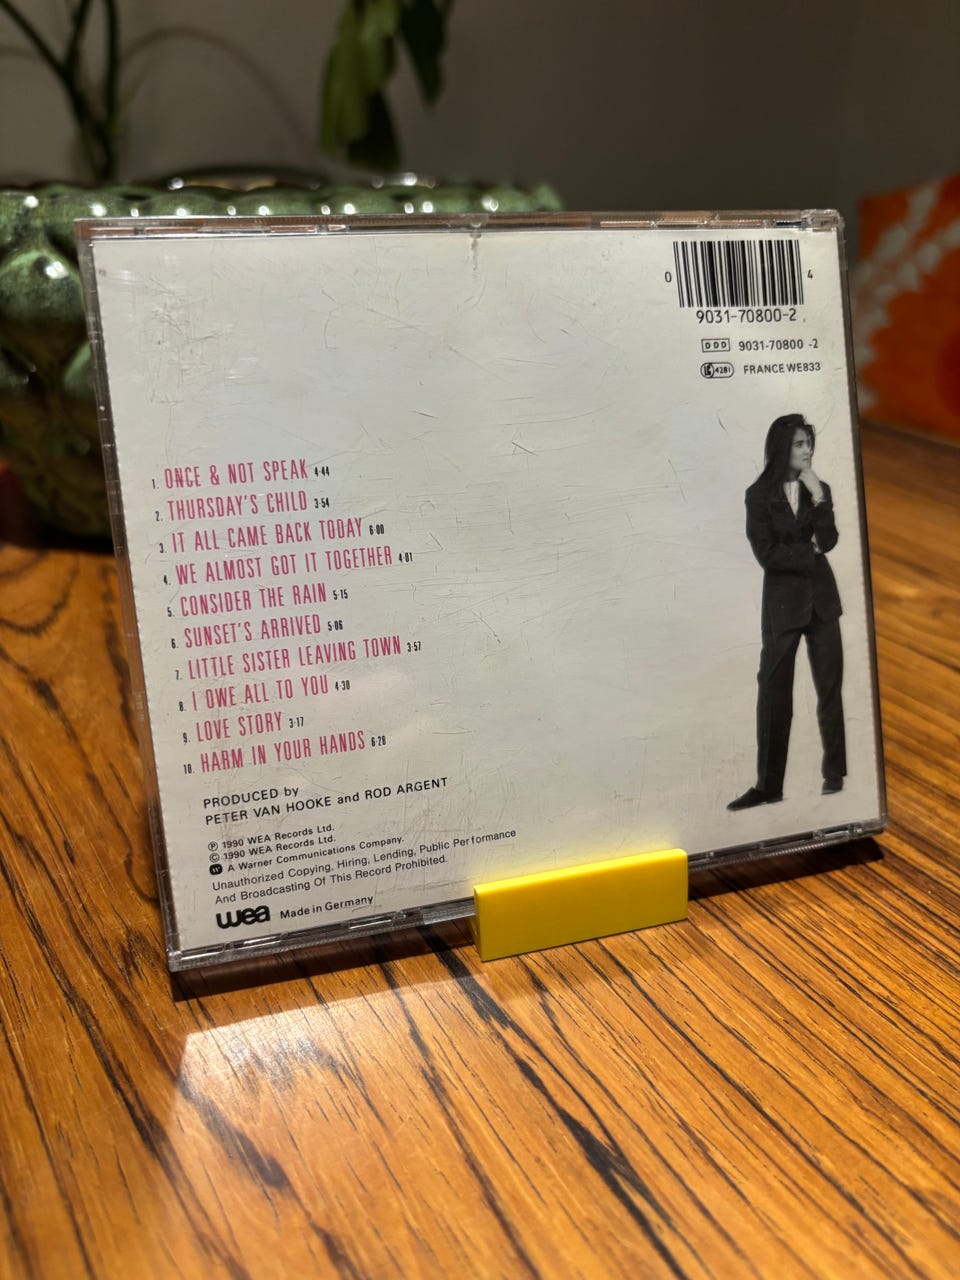 0 4
9031-70800-2
DDD 9031-70800 -2
LC 4281 FRANCE WE833
1. ONCE & NOT SPEAK 4·44
2. THURSDAY'S CHILD 3·54
3. IT ALL CAME BACK TODAY 6·00
4. WE ALMOST GOT IT TOGETHER 4·01
5. CONSIDER THE RAIN 5·15
6. SUNSET'S ARRIVED 5·06
7. LITTLE SISTER LEAVING TOWN 3·57
8. I OWE ALL TO YOU 4·30
9. LOVE STORY 3·17
10. HARM IN YOUR HANDS 6·28
PRODUCED by
PETER VAN HOOKE and ROD ARGENT
℗ 1990 WEA Records Ltd.
© 1990 WEA Records Ltd.
A Warner Communications Company.
Unauthorized Copying, Hiring, Lending, Public Performance
And Broadcasting Of This Record Prohibited.
wea Made in Germany